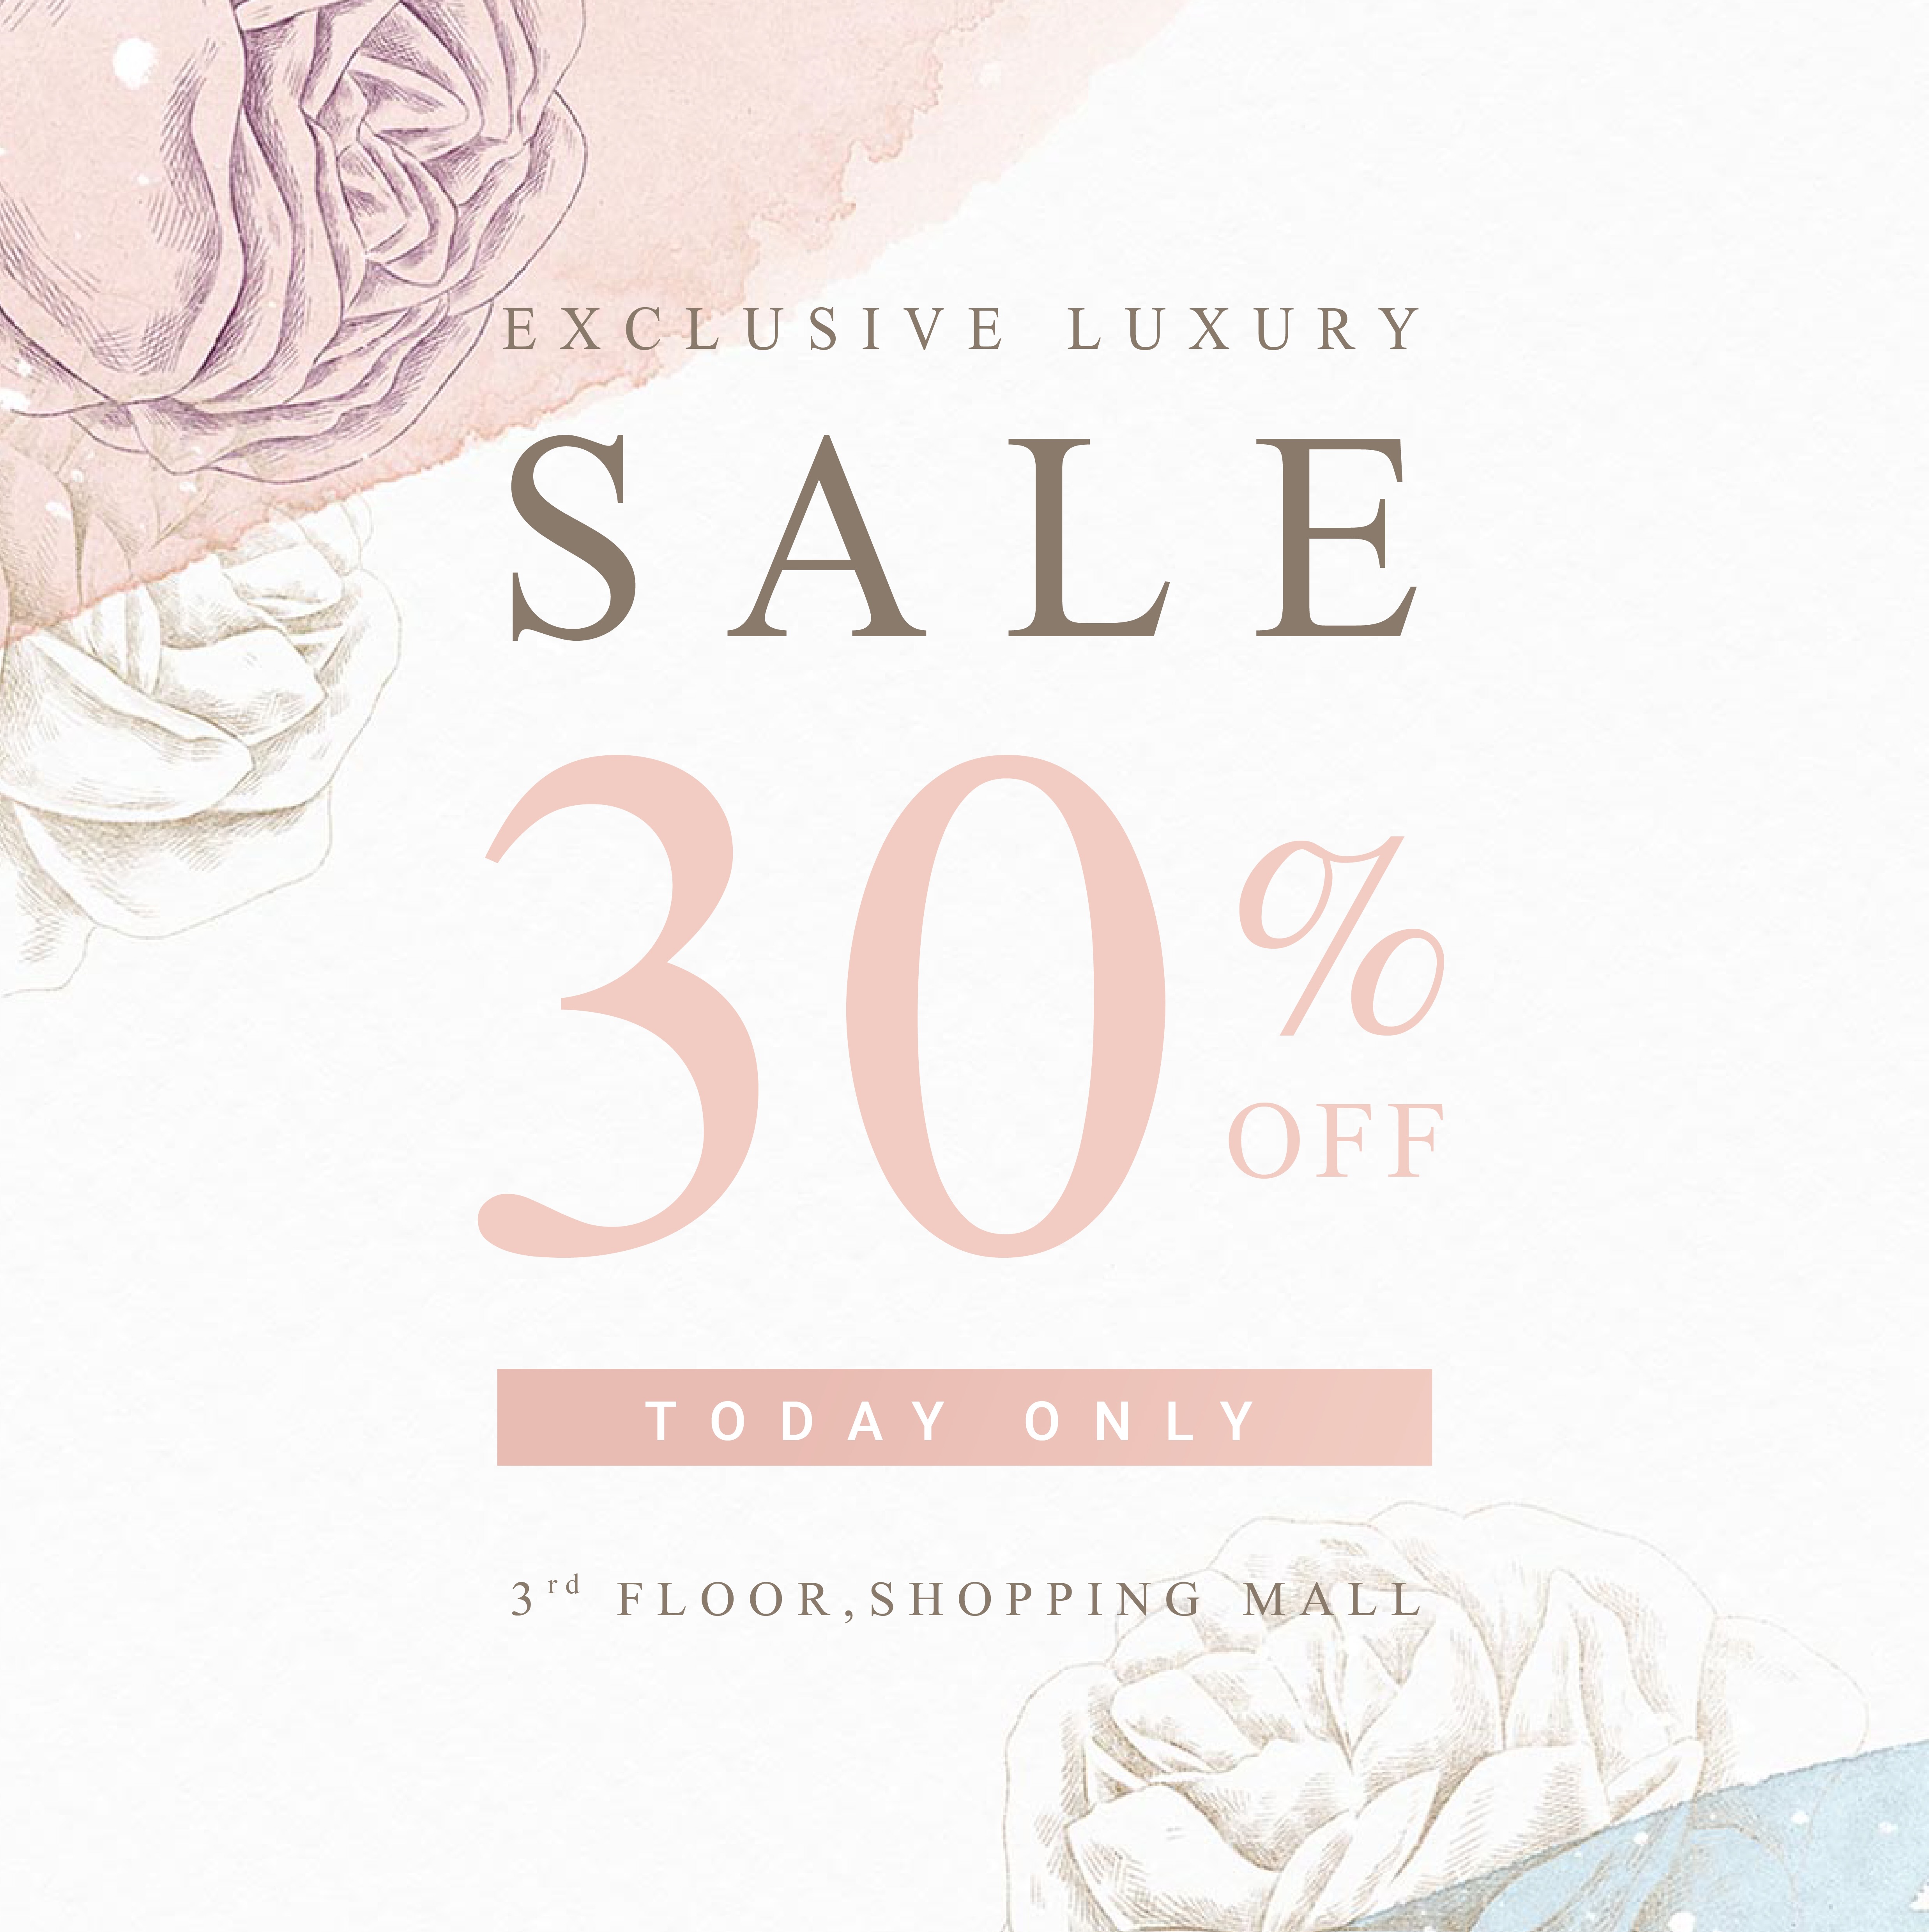 EXCLUSIVE LUXURY
SALE
30%
OFF
TODAY ONLY
3rd FLOOR,SHOPPING MALL